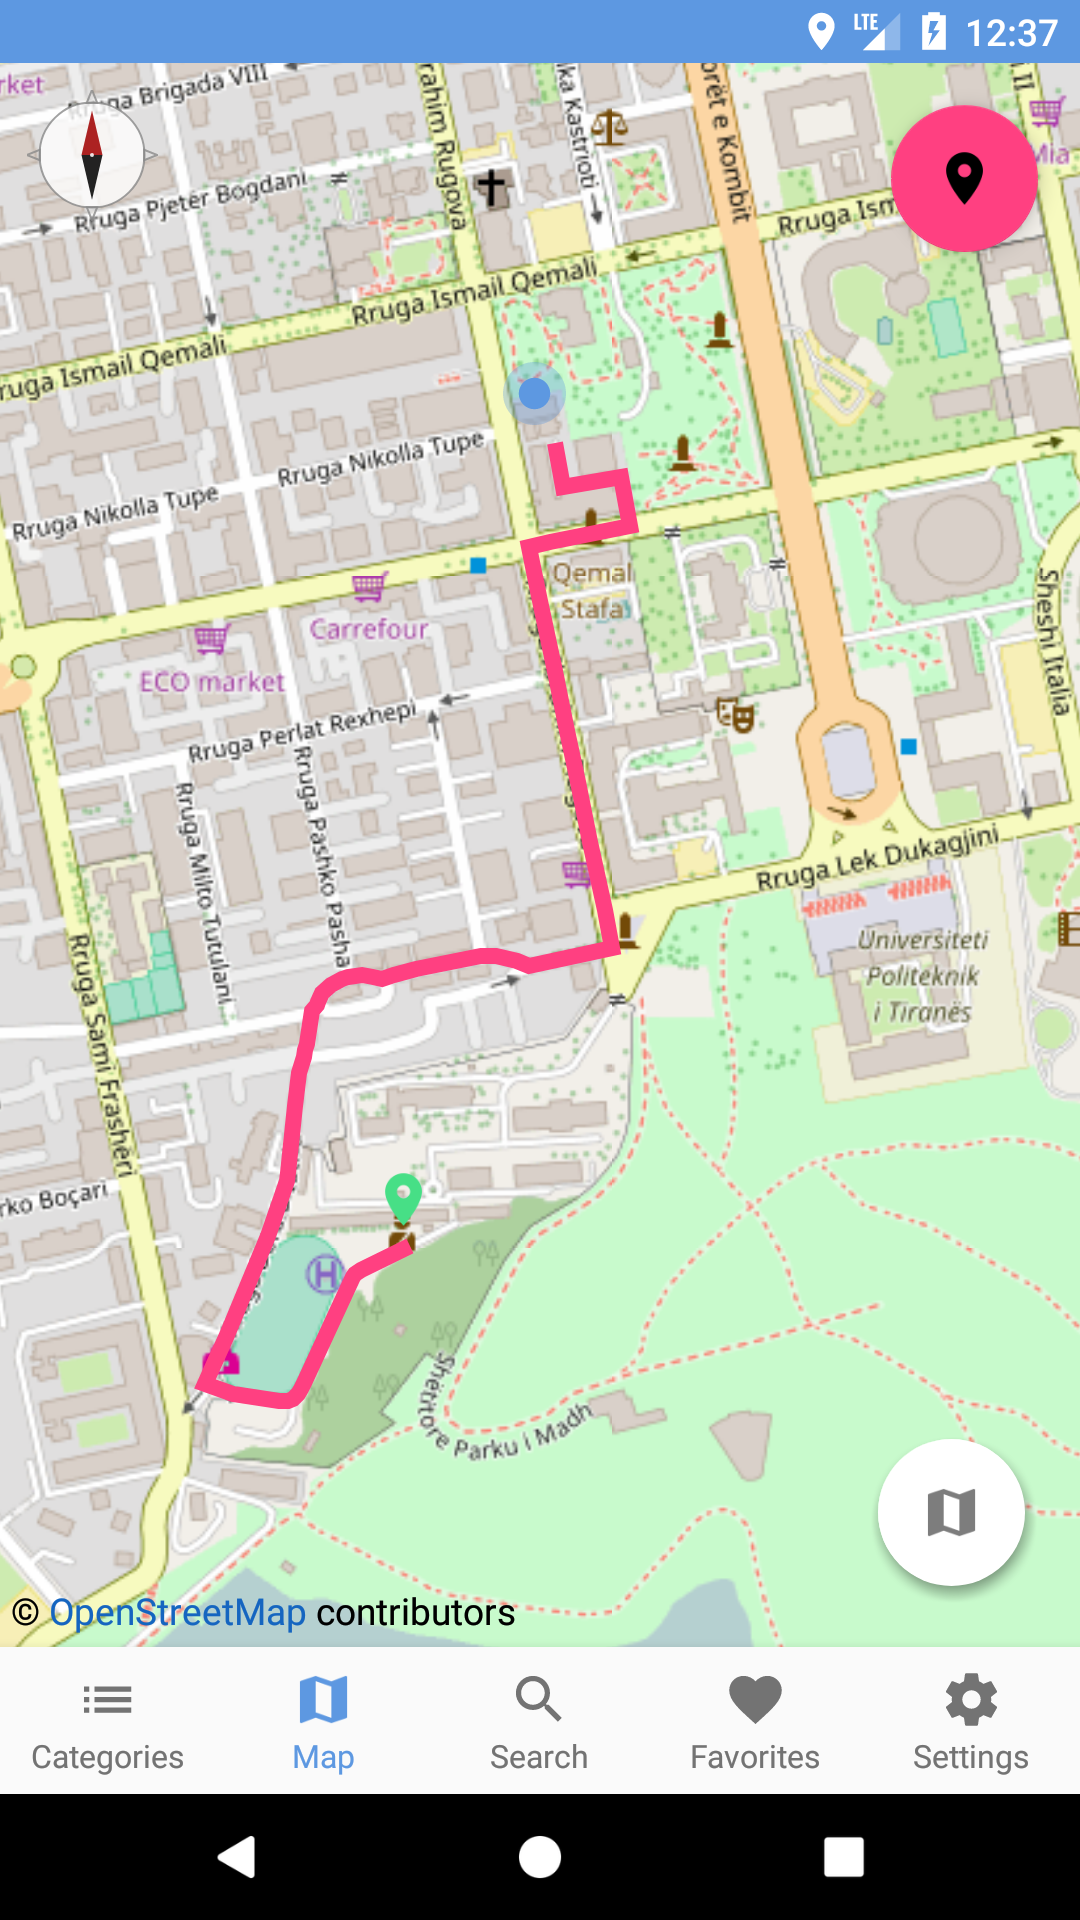 LTE 12:37
rket
Rruga Brigada VIII
Rruga Pjetër Bogdani
rahim Rugova
ka Kastrioti
orët e Kombit
i II
Mia
Rruga Ism
Rruga Ismail Qemali
ruga Ismail Qemali
Rruga Nikolla Tupe
Rruga Nikolla Tupe
Qemal
Stafa
Carrefour
ECO market
Sheshi Italia
Rruga Perlat Rexhepi
Rruga Pashko Pasha
Rruga Milto Tutulani
Rruga Lek Dukagjini
Rruga Sami Frashëri
Universiteti
Politeknik
i Tiranës
rko Boçari
H
Shëtitore Parku i Madh
© OpenStreetMap contributors
Categories
Map
Search
Favorites
Settings